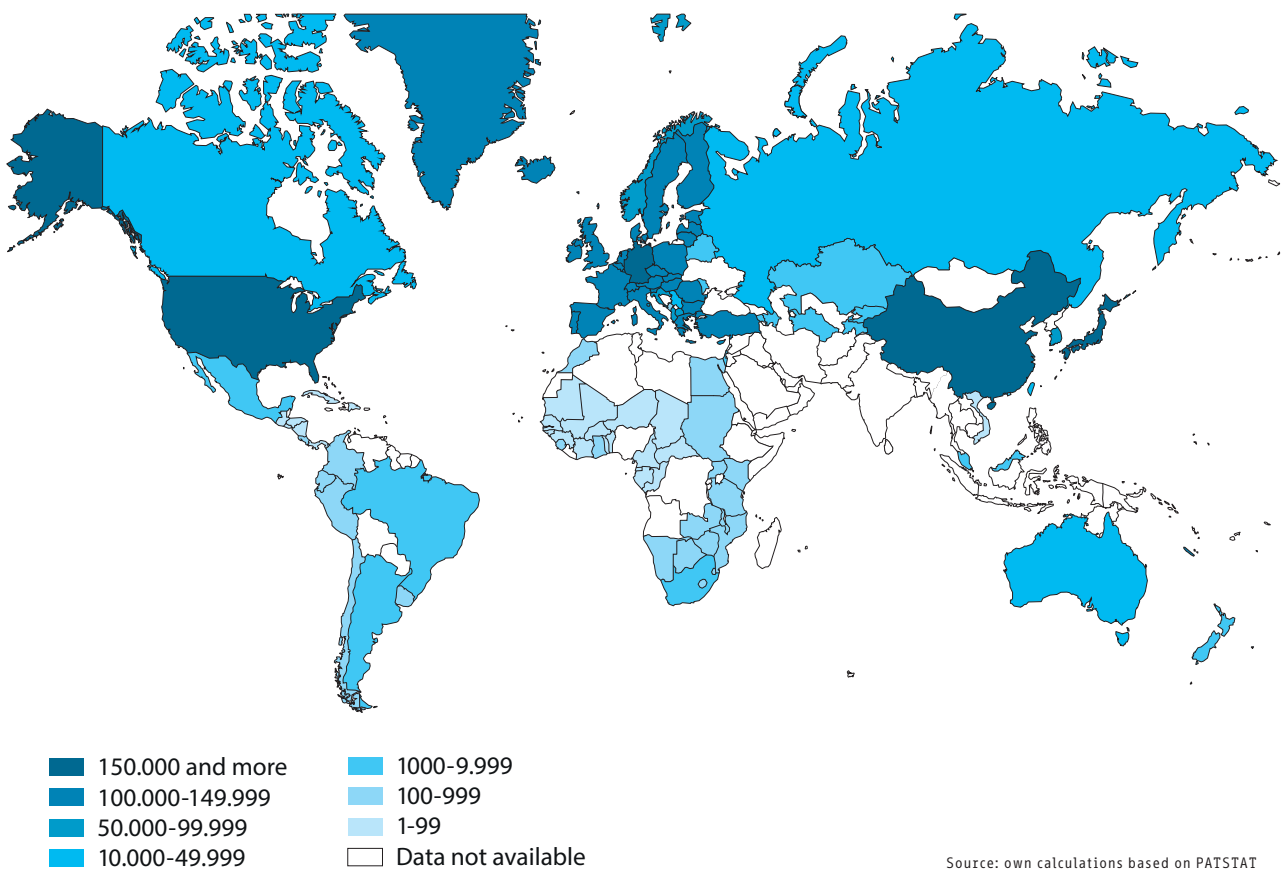 150.000 and more
100.000-149.999
50.000-99.999
10.000-49.999
1000-9.999
100-999
1-99
Data not available
Source: own calculations based on PATSTAT